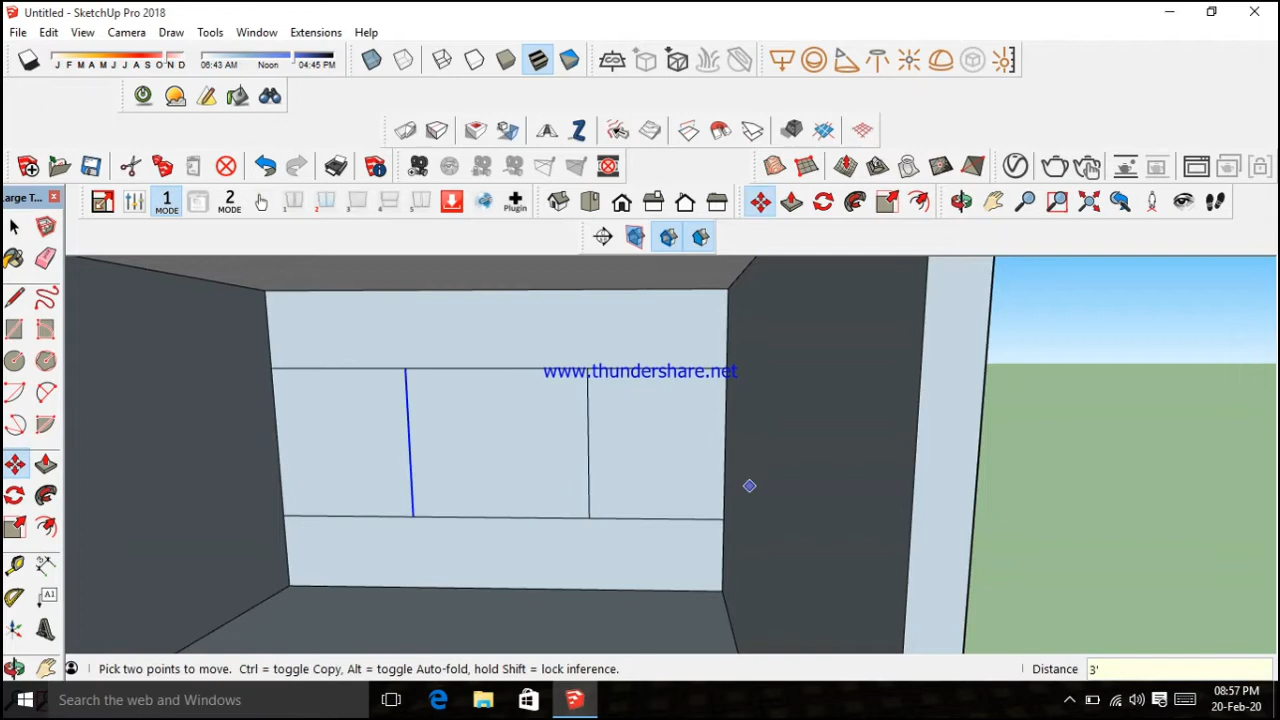 Untitled - SketchUp Pro 2018
File Edit View Camera Draw Tools Window Extensions Help
J F M A M J J A S O N D 06:43 AM Noon 04:45 PM
Large T...
1 MODE
2 MODE
Plugin
www.thundershare.net
A1
Pick two points to move. Ctrl = toggle Copy, Alt = toggle Auto-fold, hold Shift = lock inference.
Distance 3'
Search the web and Windows
08:57 PM
20-Feb-20